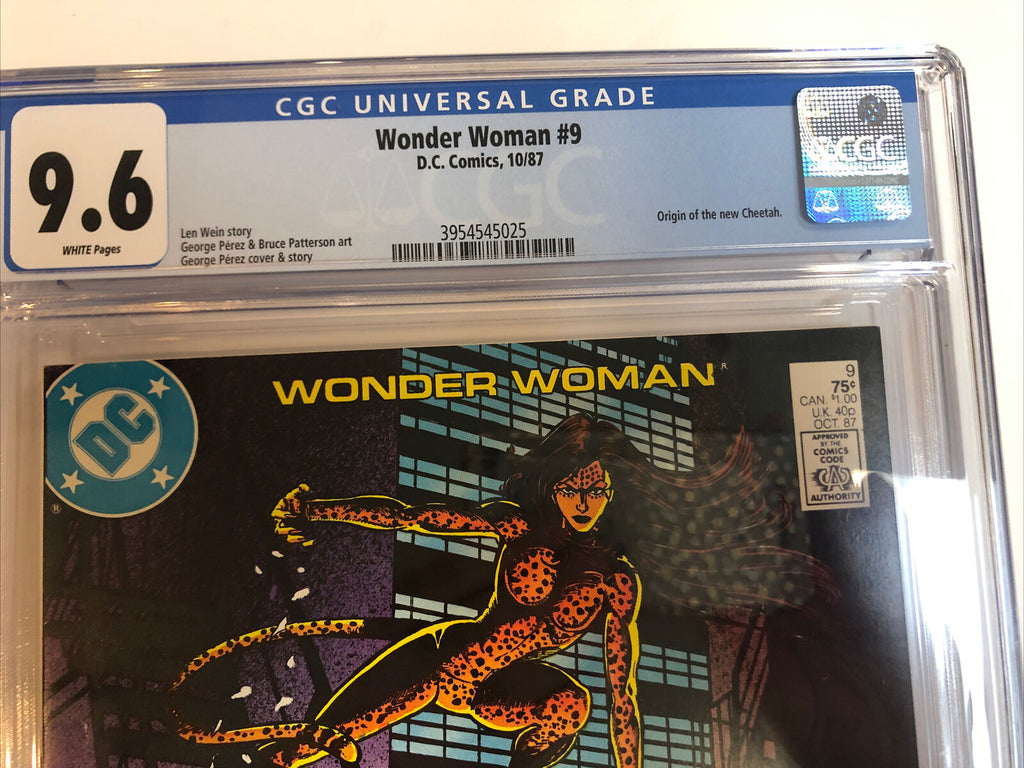 CGC UNIVERSAL GRADE
9.6
WHITE Pages
Wonder Woman #9
D.C. Comics, 10/87
CGC
Len Wein story
George Pérez & Bruce Patterson art
George Pérez cover & story
3954545025
Origin of the new Cheetah.
CGC
DC
®
WONDER WOMAN
®
9
75¢
CAN. $1.00
U.K. 40p
OCT. 87
APPROVED
BY THE
COMICS
CODE
CA
AUTHORITY